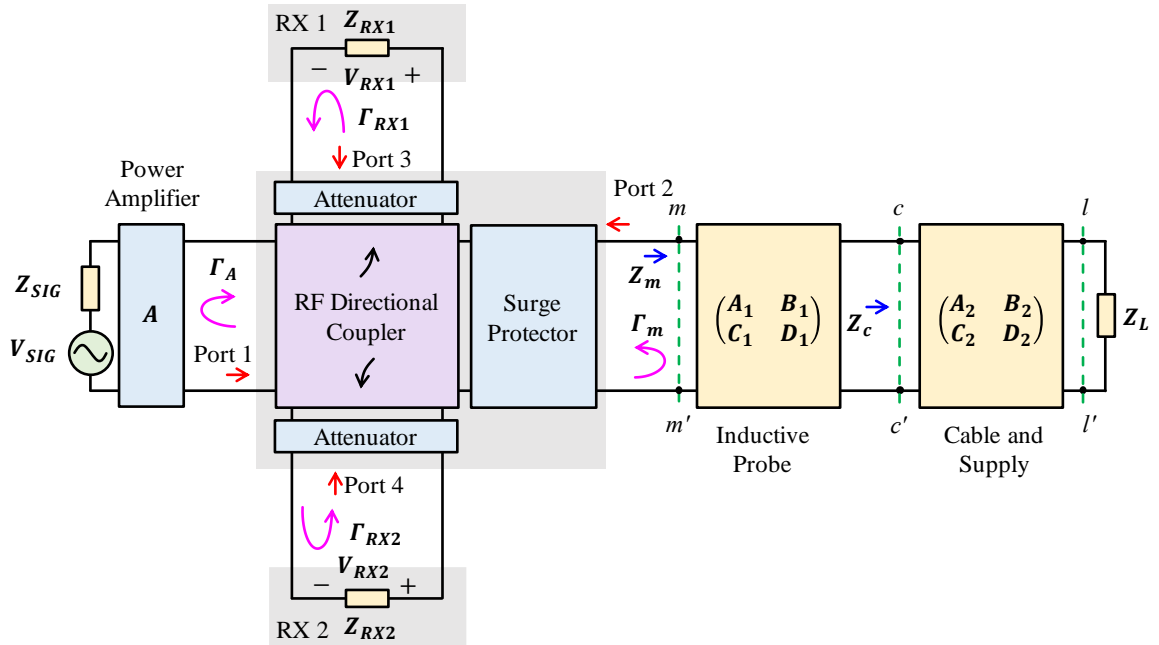 RX 1
Z_RX1
− V_RX1 +
Γ_RX1
Port 3
Power
Amplifier
Attenuator
Port 2
m
c
l
Z_SIG
V_SIG
A
Γ_A
Port 1
RF Directional
Coupler
Surge
Protector
Z_m
Γ_m
(A_1 B_1
C_1 D_1)
Z_c
(A_2 B_2
C_2 D_2)
Z_L
m'
c'
l'
Attenuator
Inductive
Probe
Cable and
Supply
Port 4
Γ_RX2
− V_RX2 +
RX 2
Z_RX2